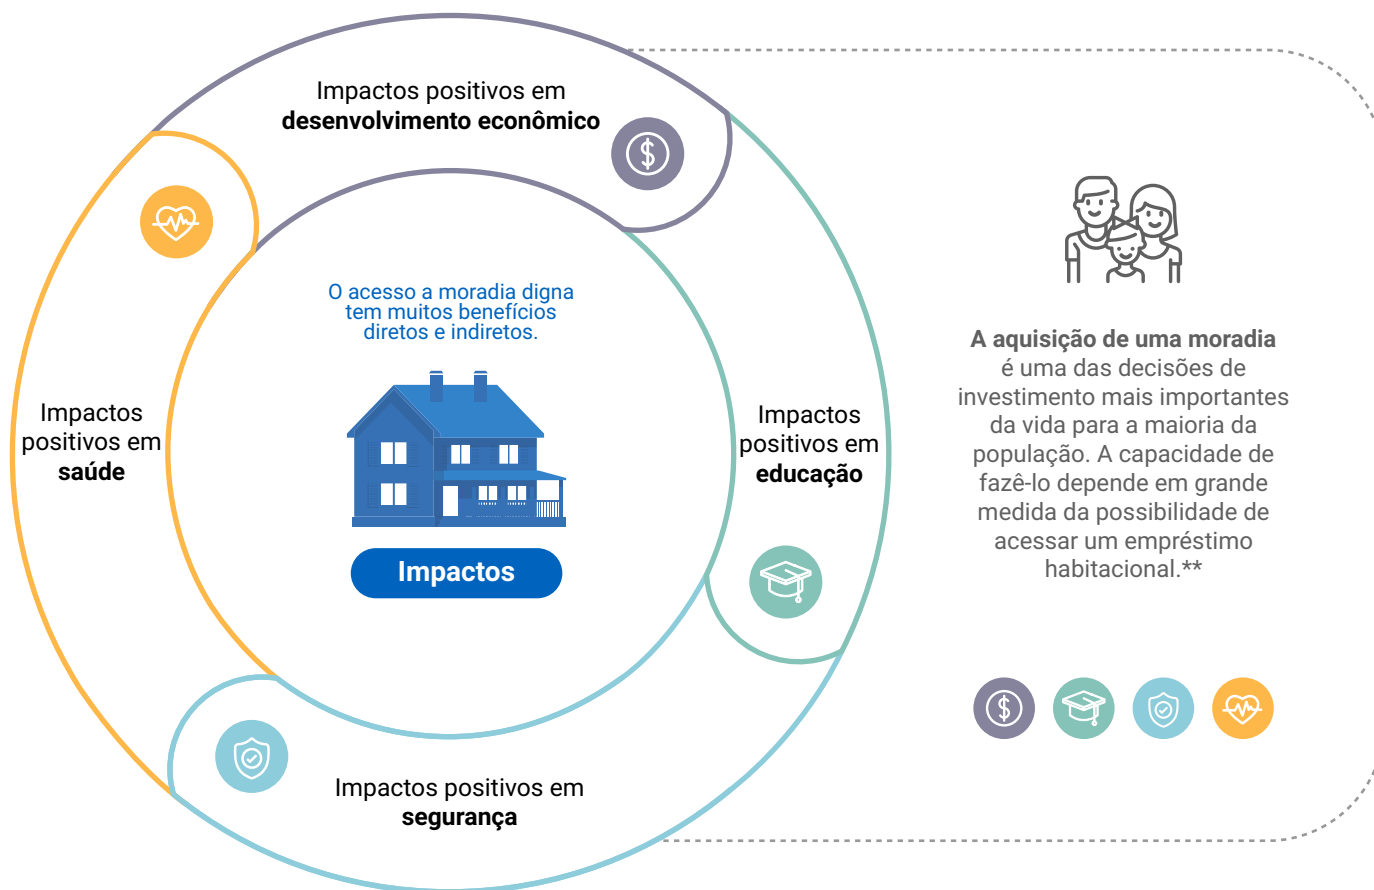 Impactos positivos em
desenvolvimento econômico
O acesso a moradia digna
tem muitos benefícios
diretos e indiretos.
Impactos
positivos em
saúde
Impactos
positivos em
educação
Impactos
Impactos positivos em
segurança
A aquisição de uma moradia
é uma das decisões de
investimento mais importantes
da vida para a maioria da
população. A capacidade de
fazê-lo depende em grande
medida da possibilidade de
acessar um empréstimo
habitacional.**